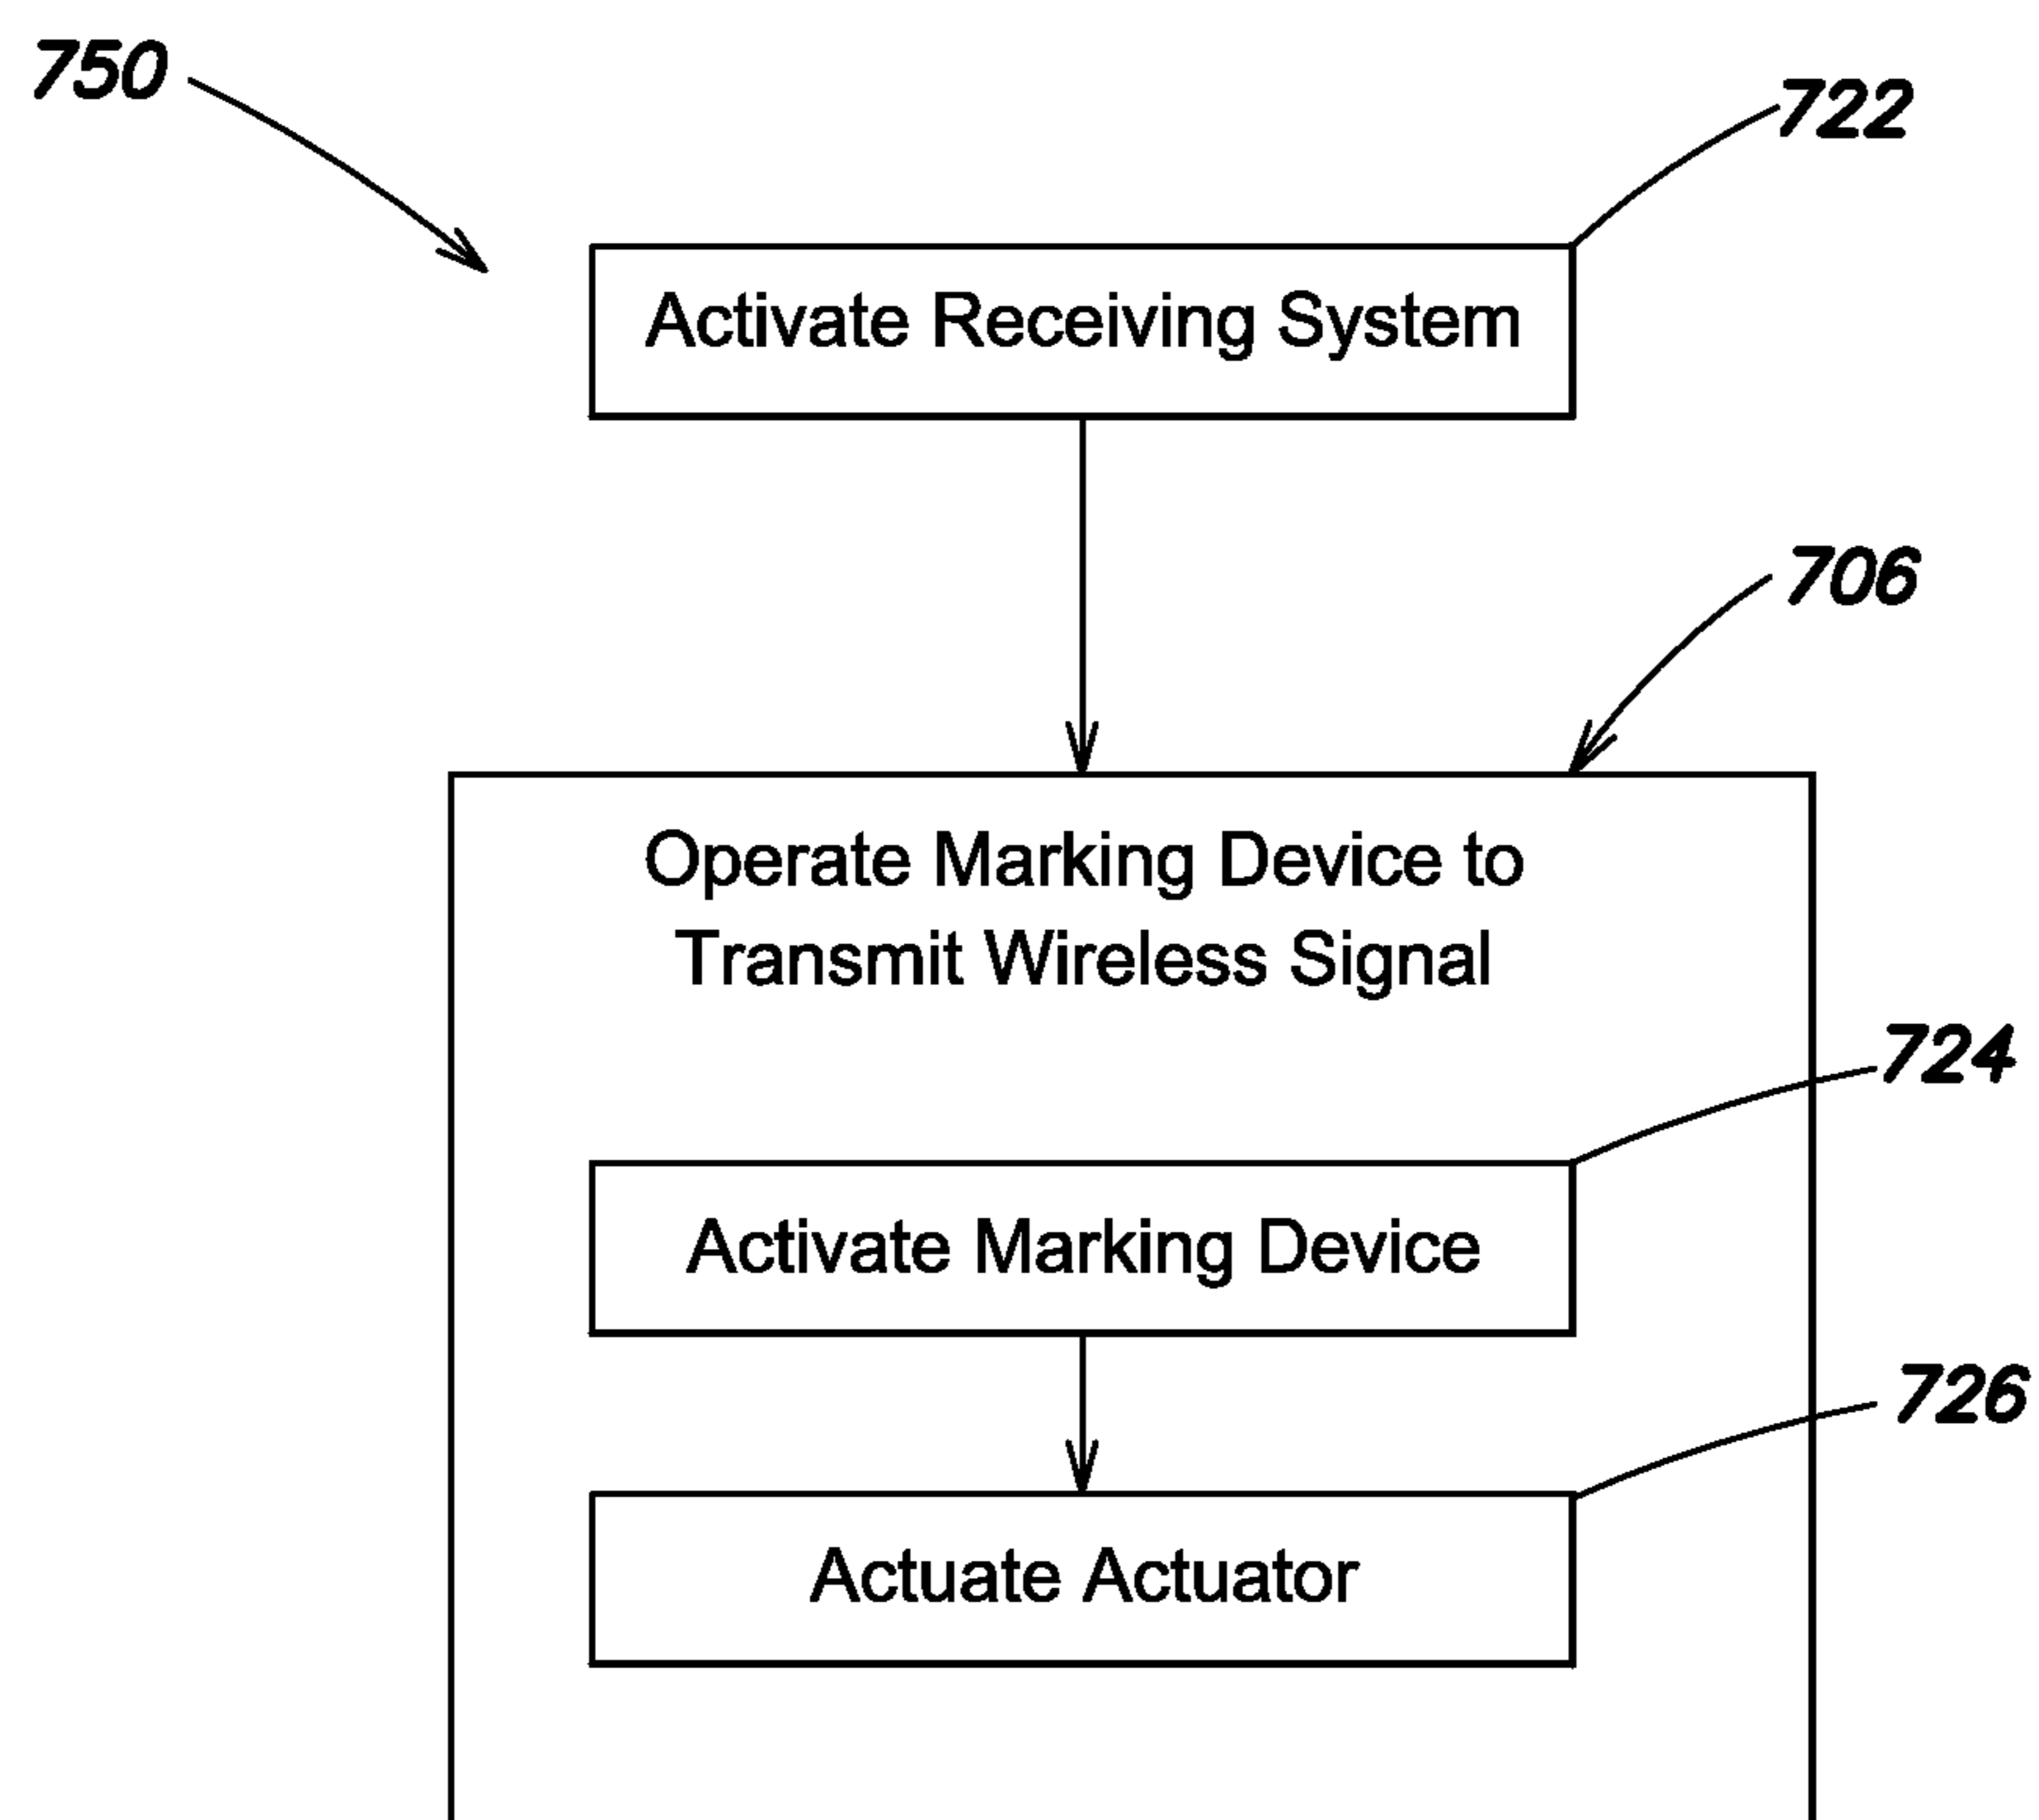 750
722
Activate Receiving System
706
Operate Marking Device to
Transmit Wireless Signal
724
Activate Marking Device
726
Actuate Actuator